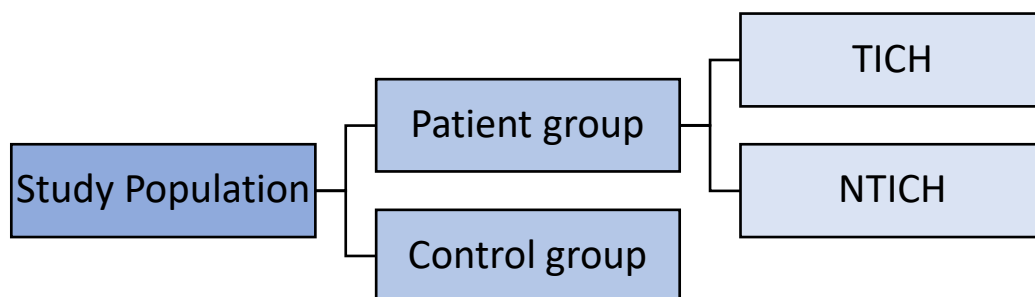 Study Population
Patient group
Control group
TICH
NTICH